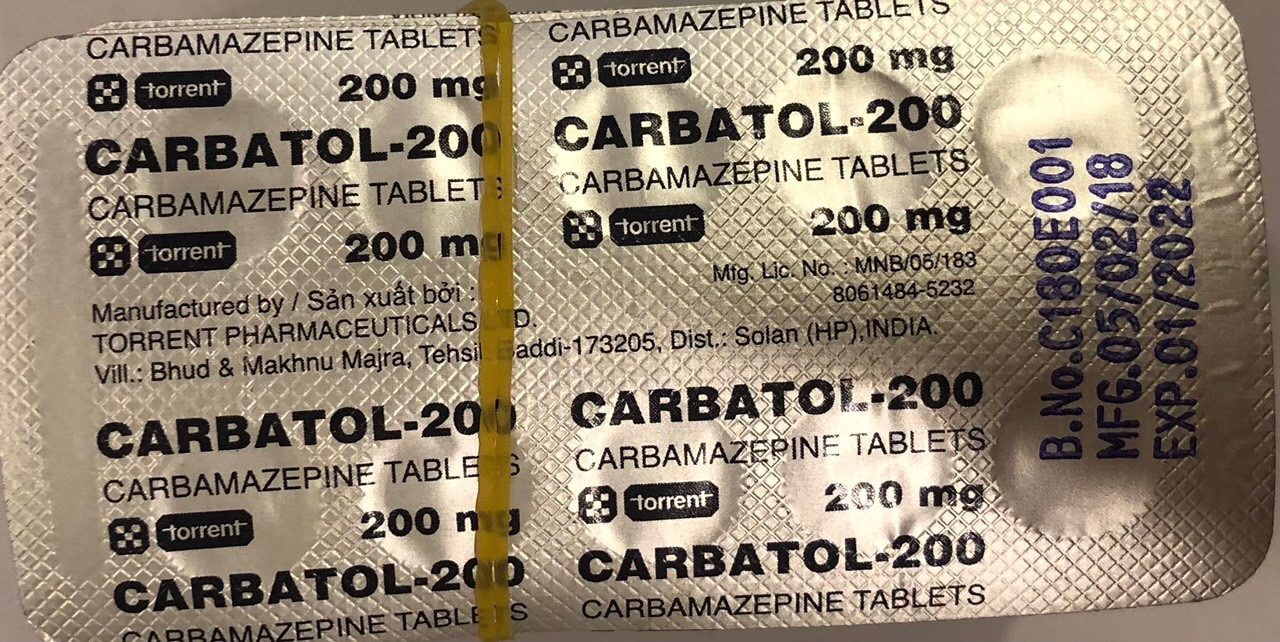 CARBAMAZEPINE TABLETS
torrent 200 mg
CARBATOL-200
CARBAMAZEPINE TABLETS
torrent 200 mg
CARBAMAZEPINE TABLETS
torrent 200 mg
CARBATOL-200
CARBAMAZEPINE TABLETS
torrent 200 mg
Mfg. Lic. No. : MNB/05/183
8061484-5232
Manufactured by / Sản xuất bởi :
TORRENT PHARMACEUTICALS
Vill.: Bhud & Makhnu Majra, Tehsil Baddi-173205, Dist.: Solan (HP),INDIA.
CARBATOL-200
CARBAMAZEPINE TABLETS
torrent 200 mg
CARBATOL-200
CARBAMAZEPINE TABLETS
CARBATOL-200
CARBAMAZEPINE TABLETS
torrent 200 mg
CARBATOL-200
CARBAMAZEPINE TABLETS
B.No.C180E001
MFG.05/02/18
EXP.01/2022